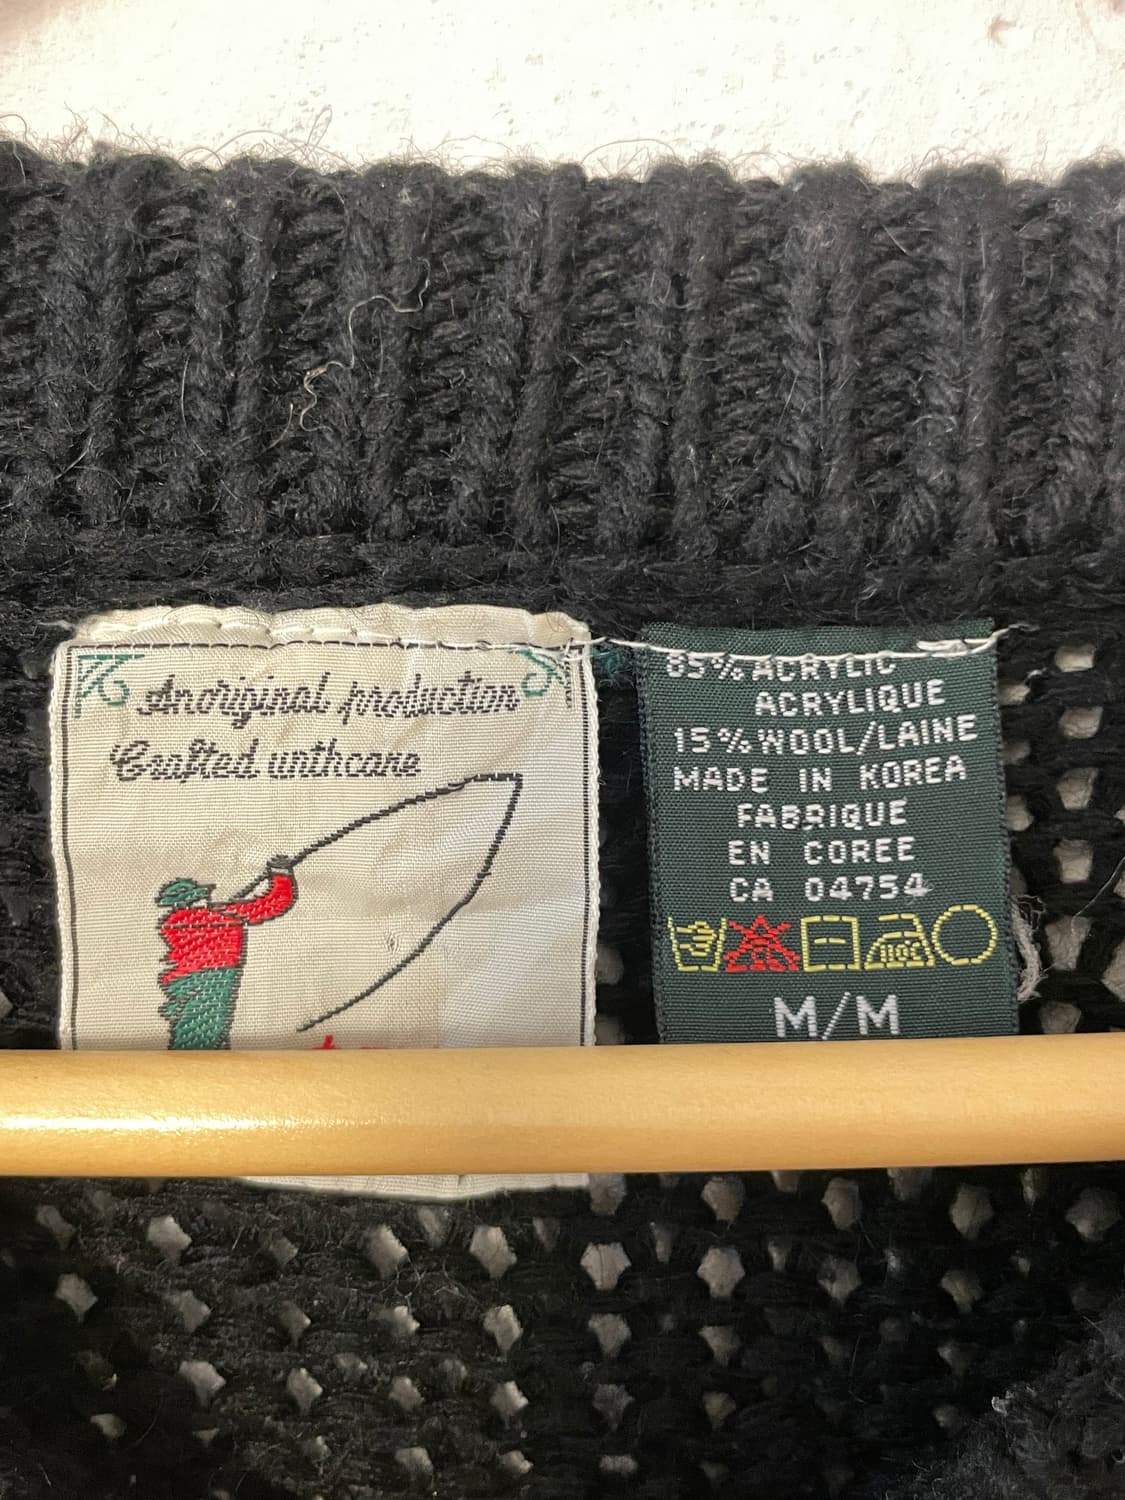 An original production
Crafted with care
85% ACRYLIC
ACRYLIQUE
15% WOOL/LAINE
MADE IN KOREA
FABRIQUE
EN COREE
CA 04754
M/M